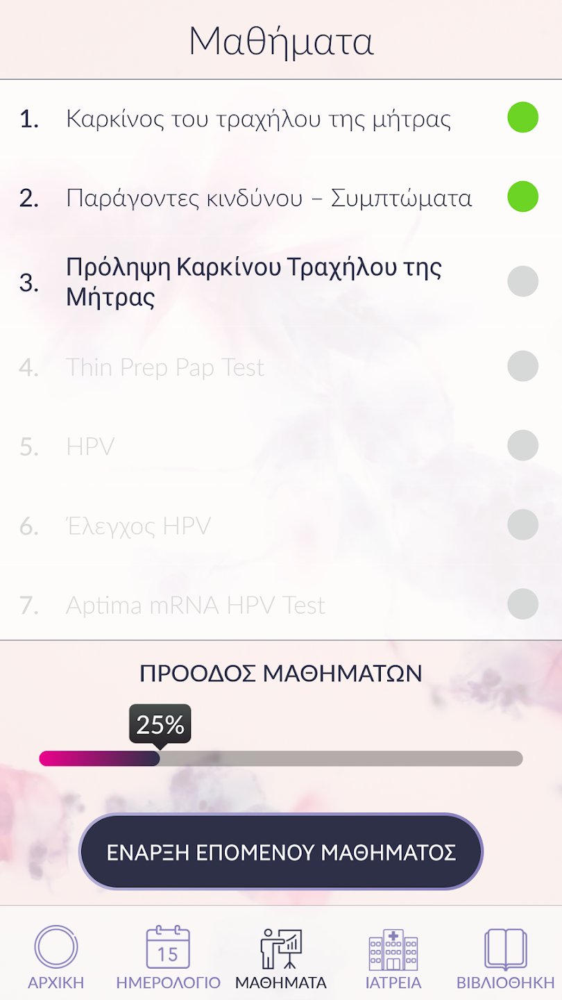 Μαθήματα
1. Καρκίνος του τραχήλου της μήτρας
2. Παράγοντες κινδύνου – Συμπτώματα
3. Πρόληψη Καρκίνου Τραχήλου της
Μήτρας
4. Thin Prep Pap Test
5. HPV
6. Έλεγχος HPV
7. Aptima mRNA HPV Test
ΠΡΟΟΔΟΣ ΜΑΘΗΜΑΤΩΝ
25%
ΕΝΑΡΞΗ ΕΠΟΜΕΝΟΥ ΜΑΘΗΜΑΤΟΣ
15
ΑΡΧΙΚΗ ΗΜΕΡΟΛΟΓΙΟ ΜΑΘΗΜΑΤΑ ΙΑΤΡΕΙΑ ΒΙΒΛΙΟΘΗΚΗ